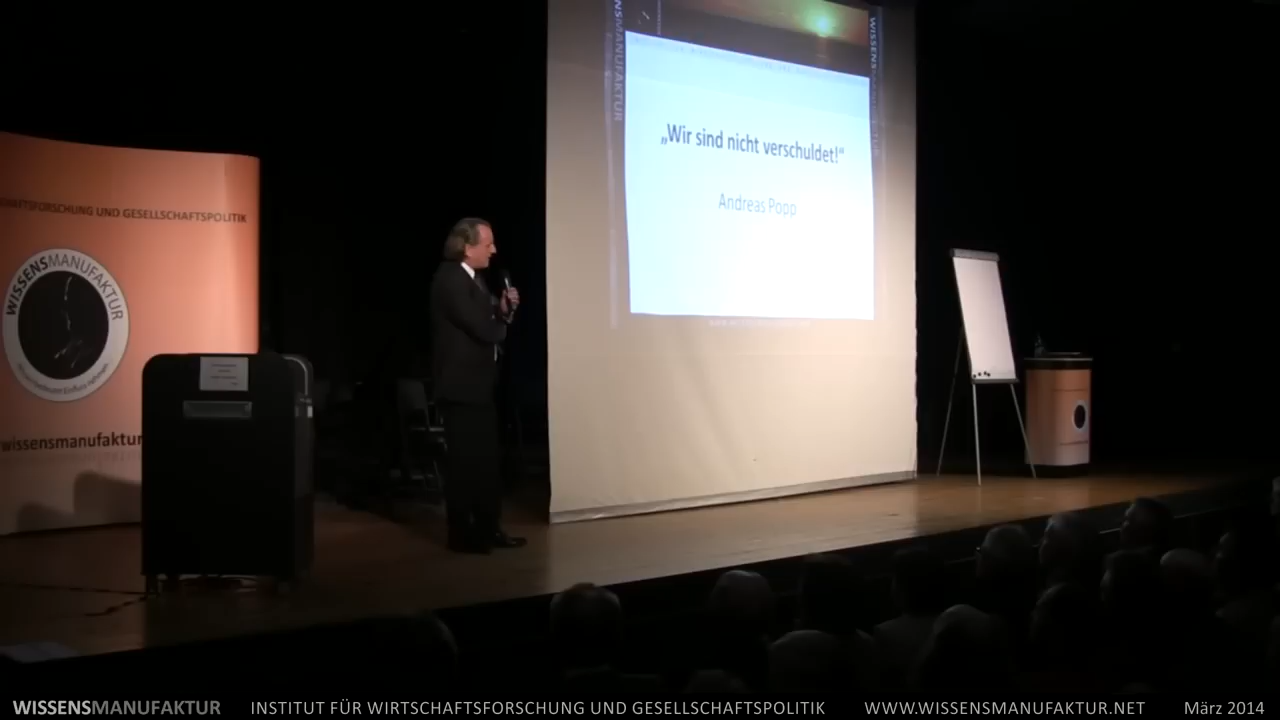 WISSENSMANUFAKTUR
„Wir sind nicht verschuldet!“
Andreas Popp
UND GESELLSCHAFTSPOLITIK
WISSENSMANUFAKTUR
wissensmanufaktur
WISSENSMANUFAKTUR INSTITUT FÜR WIRTSCHAFTSFORSCHUNG UND GESELLSCHAFTSPOLITIK WWW.WISSENSMANUFAKTUR.NET März 2014